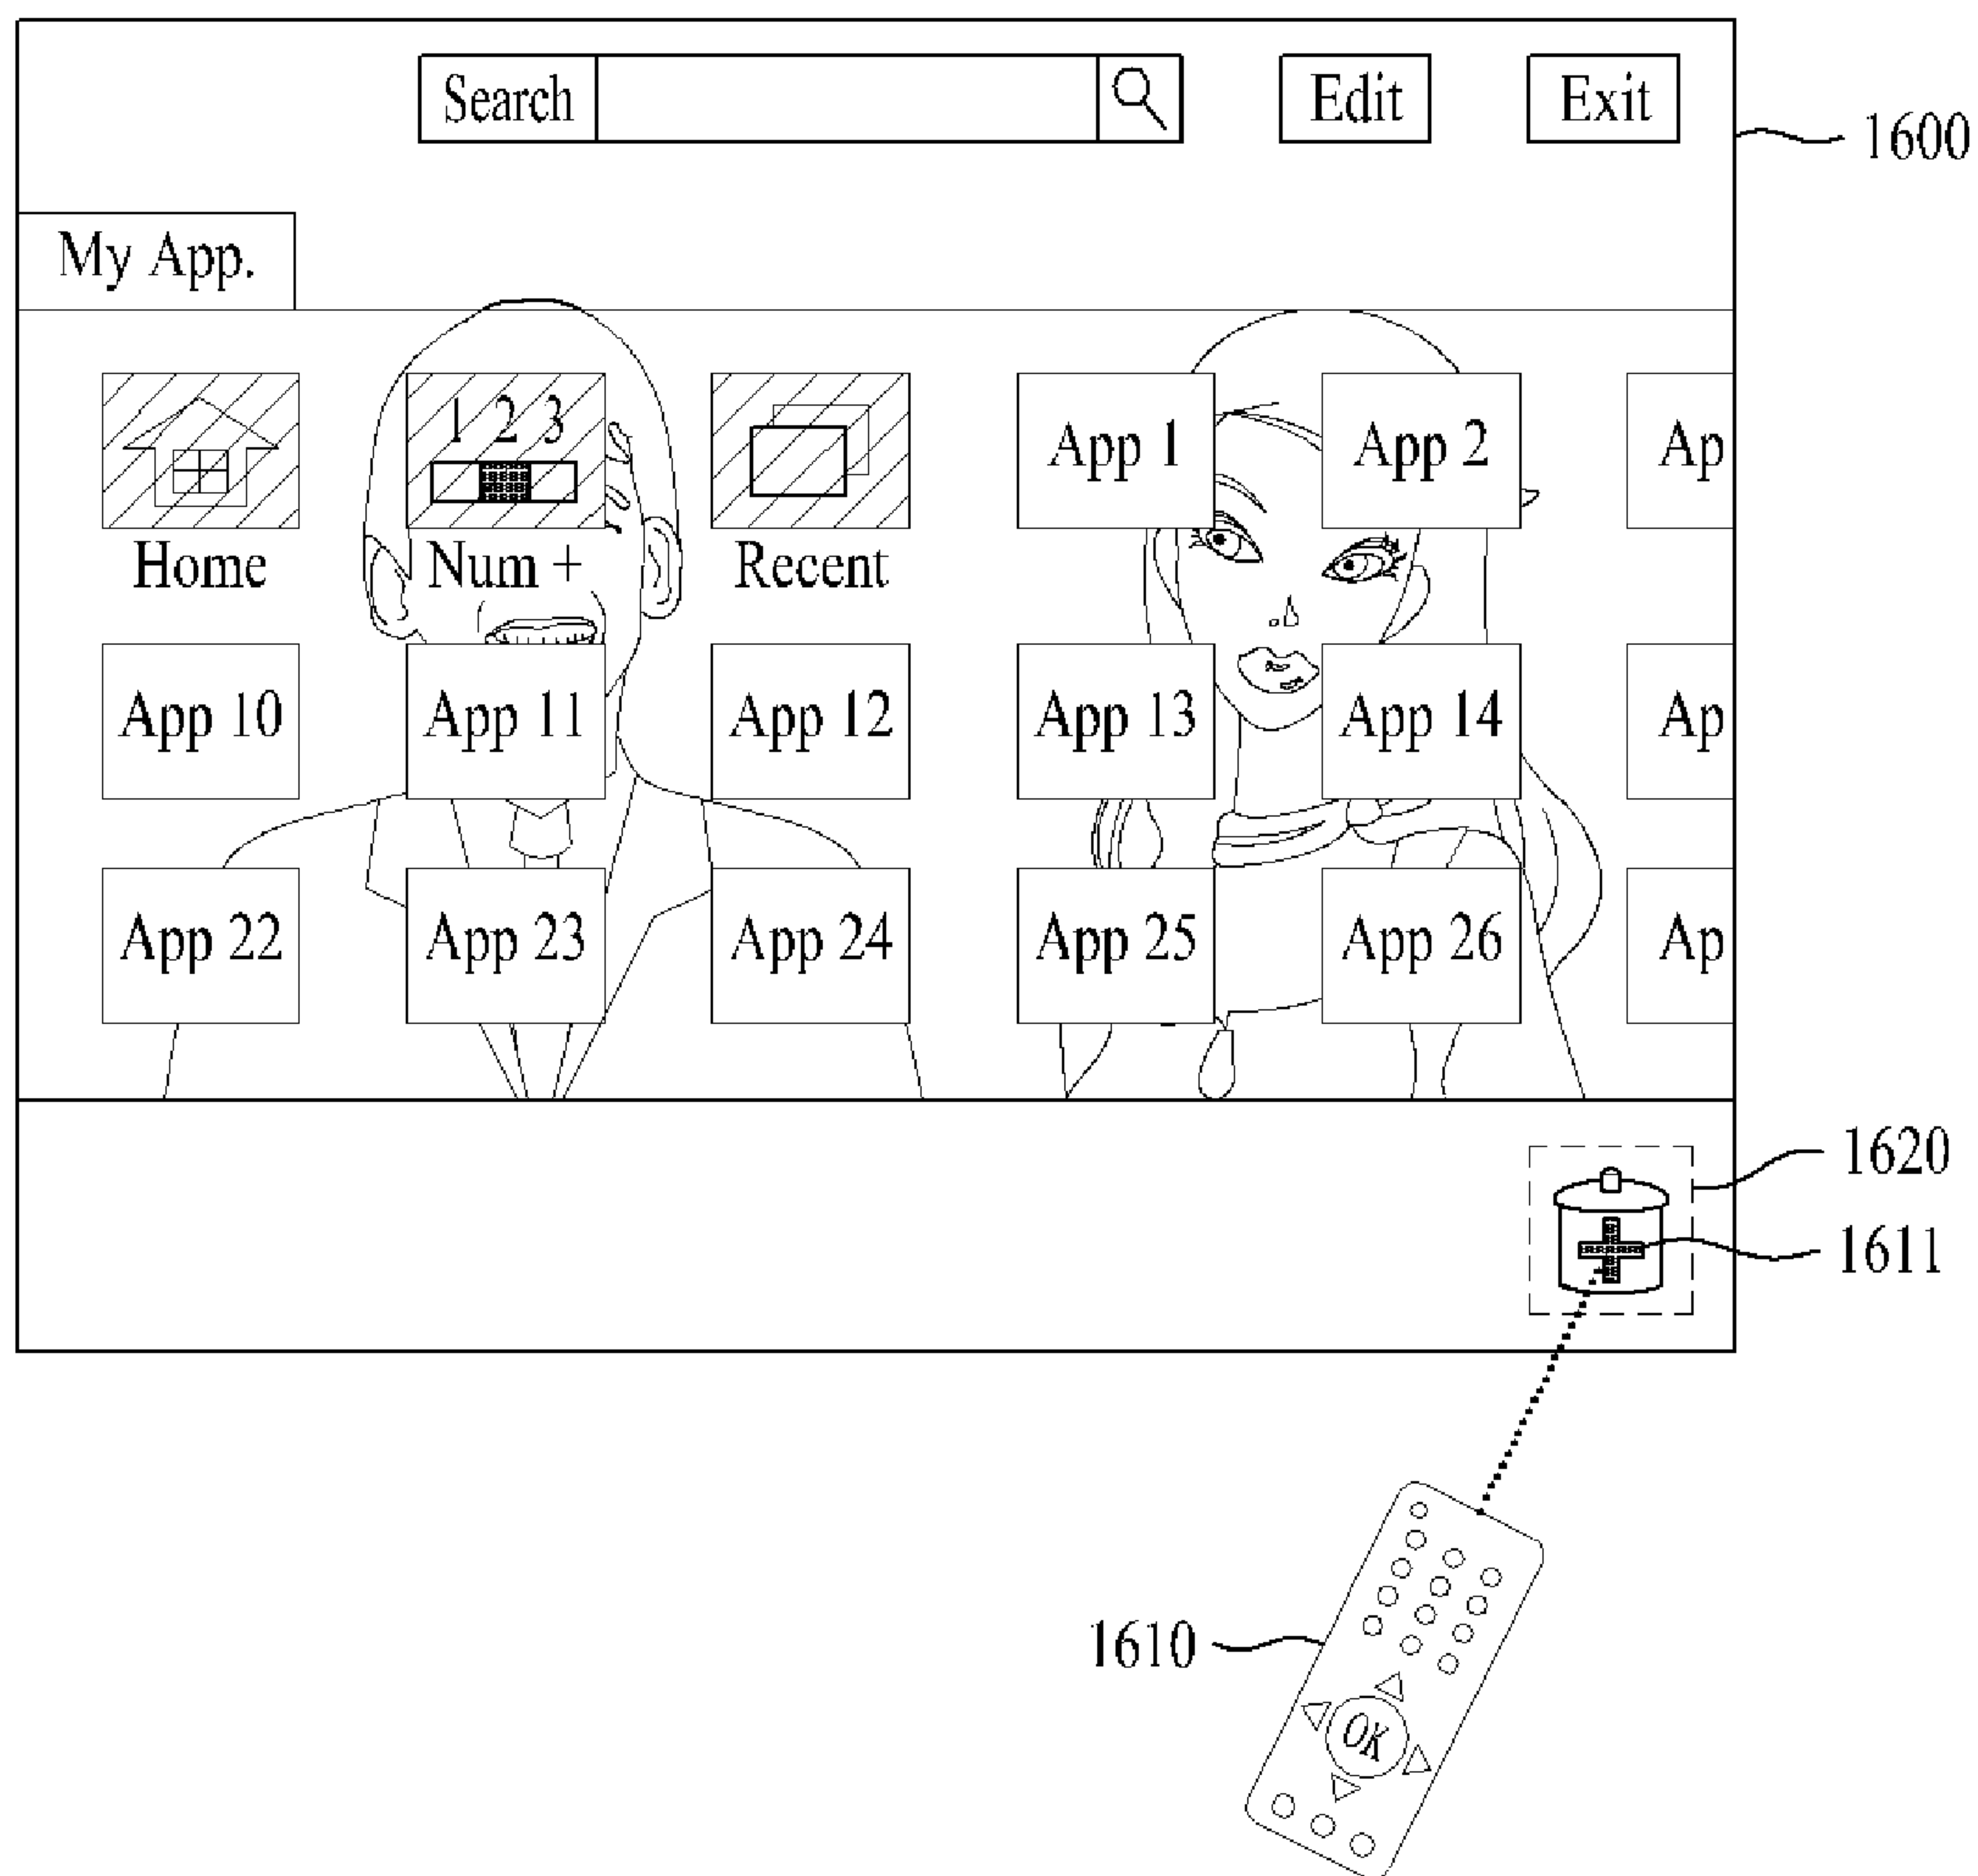 Search Edit Exit
1600
My App.
1 2 3
App 1 App 2 Ap
Home Num + Recent
App 10 App 11 App 12 App 13 App 14 Ap
App 22 App 23 App 24 App 25 App 26 Ap
1620
1611
1610
OK